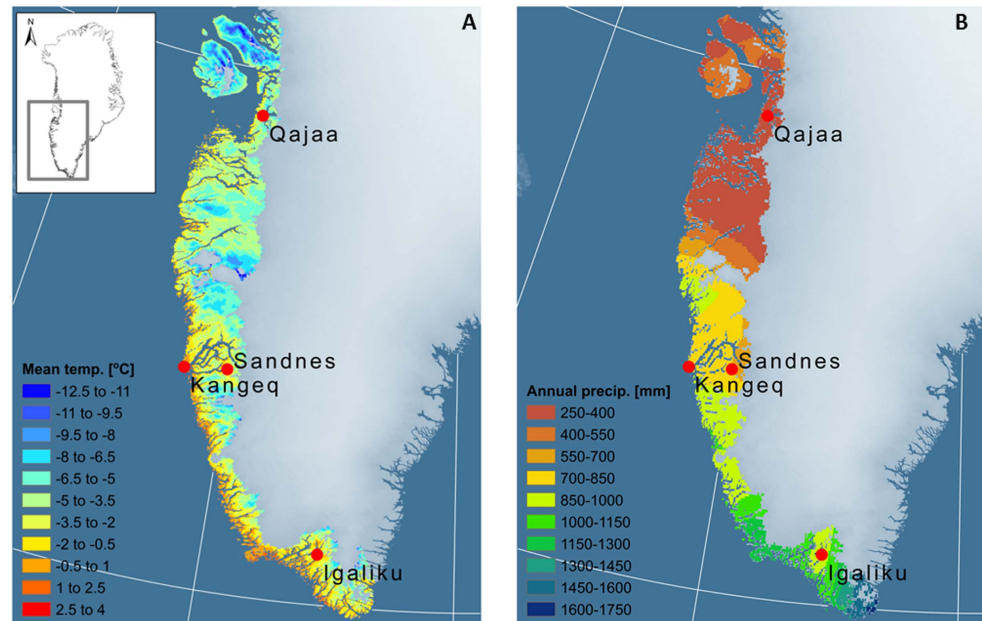 A
N
Qajaa
Sandnes
Kangeq
Igaliku
Mean temp. [ºC]
-12.5 to -11
-11 to -9.5
-9.5 to -8
-8 to -6.5
-6.5 to -5
-5 to -3.5
-3.5 to -2
-2 to -0.5
-0.5 to 1
1 to 2.5
2.5 to 4
B
Qajaa
Sandnes
Kangeq
Igaliku
Annual precip. [mm]
250-400
400-550
550-700
700-850
850-1000
1000-1150
1150-1300
1300-1450
1450-1600
1600-1750